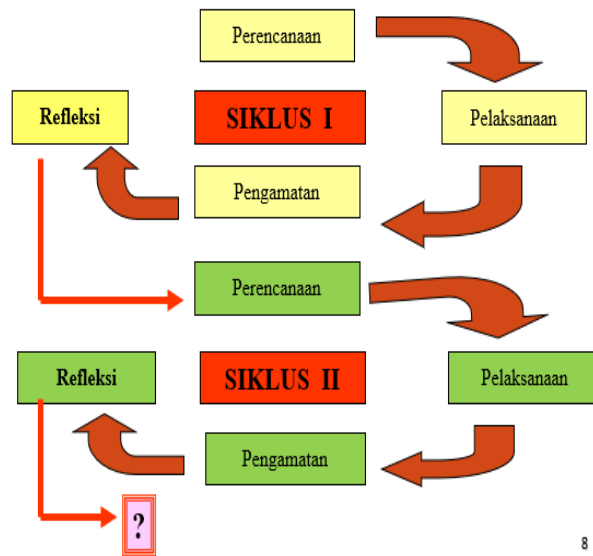 Perencanaan
Refleksi
SIKLUS I
Pelaksanaan
Pengamatan
Perencanaan
Refleksi
SIKLUS II
Pelaksanaan
Pengamatan
?
8